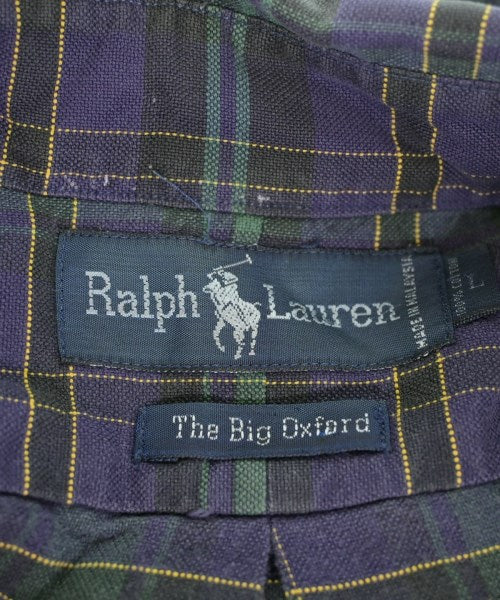 Ralph Lauren
MADE IN MALAYSIA
100% COTTON
L
The Big Oxford